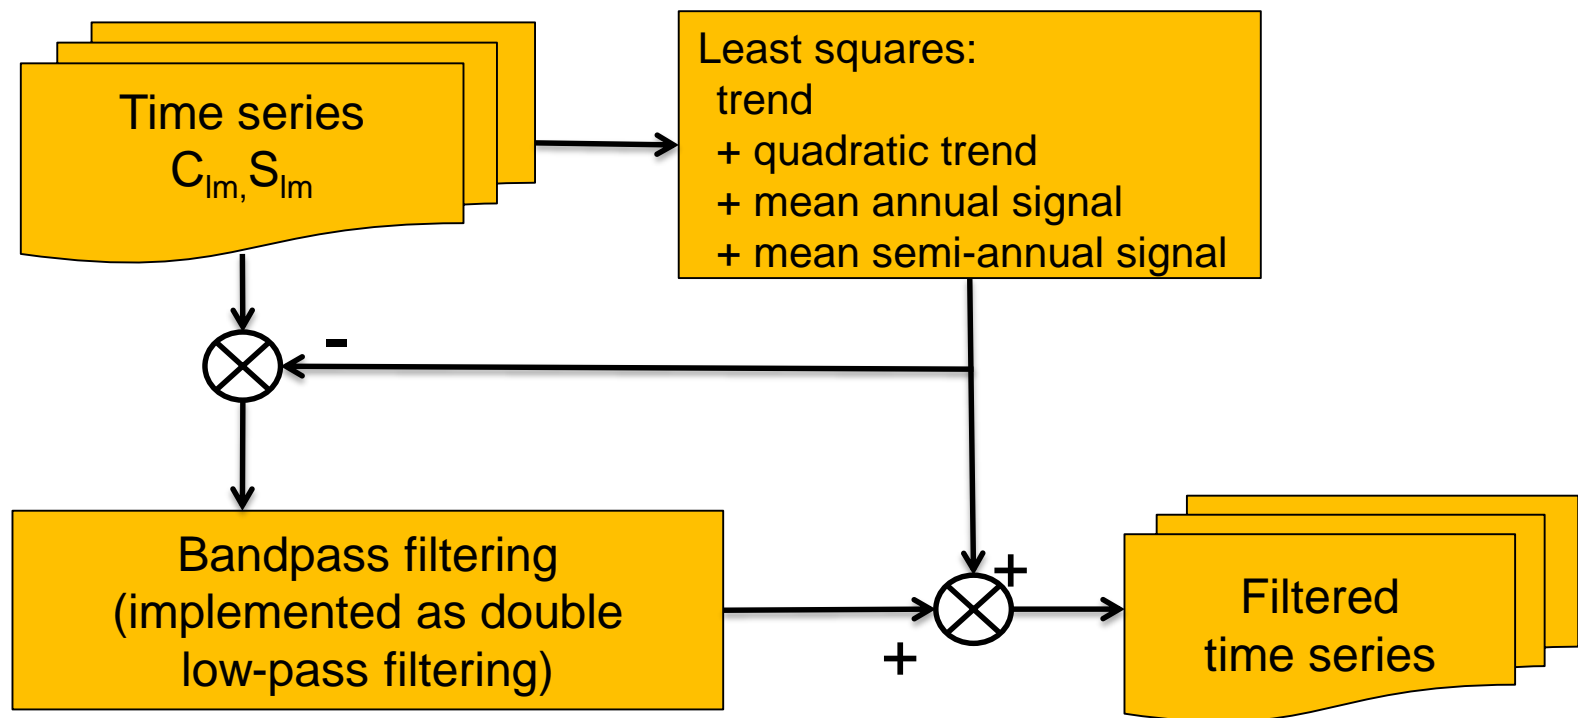 Time series
Clm,Slm
Least squares:
trend
+ quadratic trend
+ mean annual signal
+ mean semi-annual signal
-
Bandpass filtering
(implemented as double
low-pass filtering)
+
+
Filtered
time series